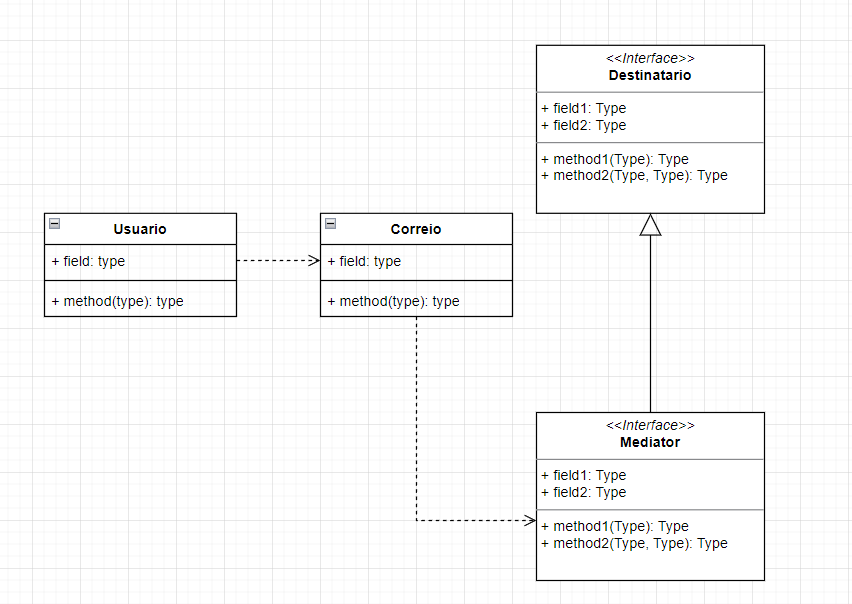 <<Interface>>
Destinatario
+ field1: Type
+ field2: Type
+ method1(Type): Type
+ method2(Type, Type): Type
Usuario
+ field: type
+ method(type): type
Correio
+ field: type
+ method(type): type
<<Interface>>
Mediator
+ field1: Type
+ field2: Type
+ method1(Type): Type
+ method2(Type, Type): Type